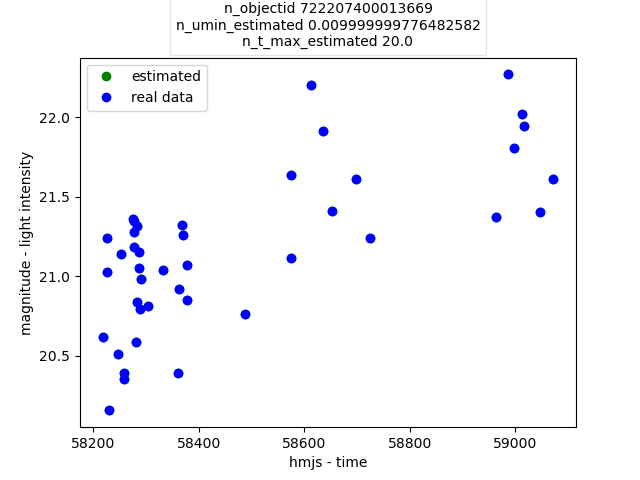 n_objectid 722207400013669
n_umin_estimated 0.009999999776482582
n_t_max_estimated 20.0
estimated
real data
22.0
21.5
21.0
20.5
magnitude - light intensity
58200
58400
58600
58800
59000
hmjs - time